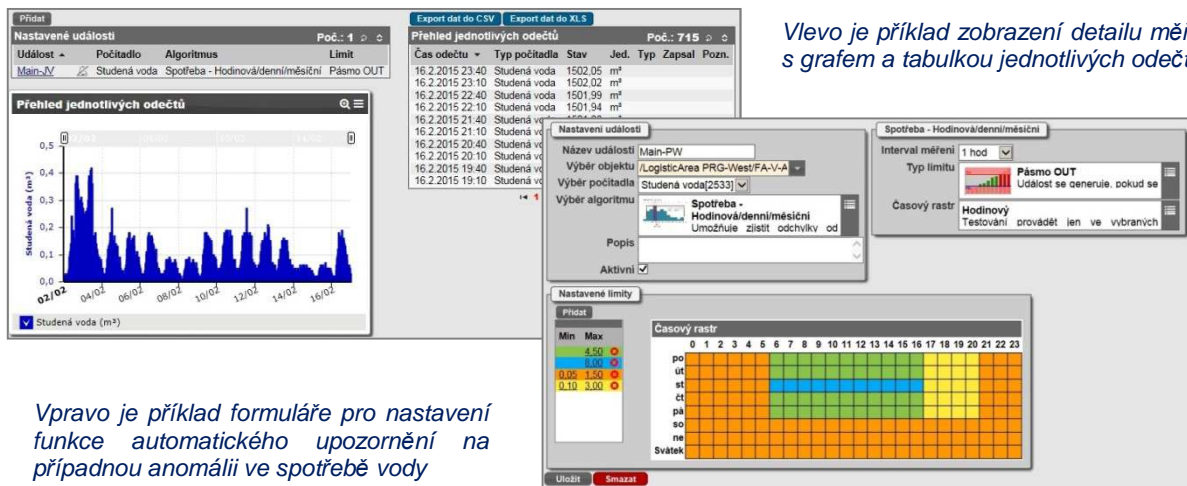 Přidat
Nastavené události Poč.: 1
Událost Počítadlo Algoritmus Limit
Main-JV Studená voda Spotřeba - Hodinová/denní/měsíční Pásmo OUT
Přehled jednotlivých odečtů
0,5
0,4
0,3
0,2
0,1
0,0
Studená voda (m³)
02/02 04/02 06/02 08/02 10/02 12/02 14/02 16/02
Studená voda (m³)
Export dat do CSV Export dat do XLS
Přehled jednotlivých odečtů Poč.: 715
Čas odečtu Typ počítadla Stav Jed. Typ Zapsal Pozn.
16.2.2015 23:40 Studená voda 1502,05 m³
16.2.2015 23:10 Studená voda 1502,02 m³
16.2.2015 22:40 Studená voda 1501,99 m³
16.2.2015 22:10 Studená voda 1501,94 m³
16.2.2015 21:40 Studená
16.2.2015 21:10 Studená
16.2.2015 20:40 Studená
16.2.2015 20:10 Studená
16.2.2015 19:40 Studená
16.2.2015 19:10 Studená
1
Vlevo je příklad zobrazení detailu
s grafem a tabulkou jednotlivých
Nastavení události
Název události Main-PW
Výběr objektu /LogisticArea PRG-West/FA-V-A
Výběr počítadla Studená voda[2533]
Výběr algoritmu Spotřeba -
Hodinová/denní/měsíční
Umožňuje zjistit odchylky od
Popis
Aktivní
Spotřeba - Hodinová/denní/měsíční
Interval měření 1 hod
Typ limitu Pásmo OUT
Událost se generuje, pokud se
Časový rastr Hodinový
Testování provádět jen ve vybraných
Nastavené limity
Přidat
Min Max
4,50
8,00
0,05 1,50
0,10 3,00
Časový rastr
0 1 2 3 4 5 6 7 8 9 10 11 12 13 14 15 16 17 18 19 20 21 22 23
po
út
st
čt
pá
so
ne
Svátek
Uložit Smazat
Vpravo je příklad formuláře pro nastavení
funkce automatického upozornění na
případnou anomálii ve spotřebě vody